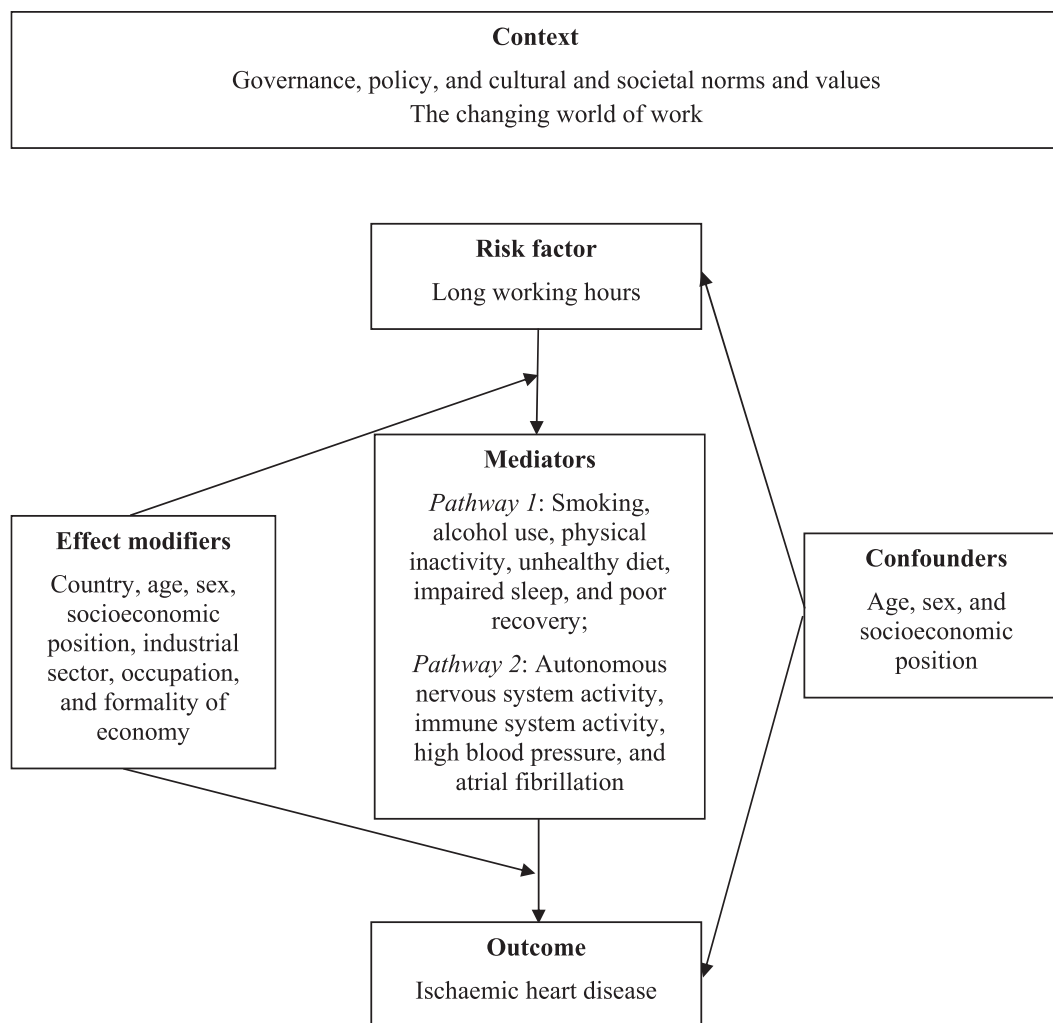 Context
Governance, policy, and cultural and societal norms and values
The changing world of work
Risk factor
Long working hours
Mediators
Pathway 1: Smoking,
alcohol use, physical
inactivity, unhealthy diet,
impaired sleep, and poor
recovery;
Pathway 2: Autonomous
nervous system activity,
immune system activity,
high blood pressure, and
atrial fibrillation
Effect modifiers
Country, age, sex,
socioeconomic
position, industrial
sector, occupation,
and formality of
economy
Confounders
Age, sex, and
socioeconomic
position
Outcome
Ischaemic heart disease